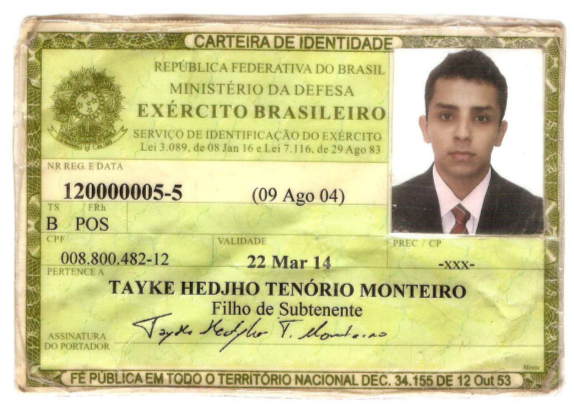 CARTEIRA DE IDENTIDADE
REPÚBLICA FEDERATIVA DO BRASIL
MINISTÉRIO DA DEFESA
EXÉRCITO BRASILEIRO
SERVIÇO DE IDENTIFICAÇÃO DO EXÉRCITO
Lei 3.089, de 08 Jan 16 e Lei 7.116, de 29 Ago 83
NR REG. E DATA
120000005-5 (09 Ago 04)
TS FRh
B POS
CPF VALIDADE PREC / CP
008.800.482-12 22 Mar 14 -xxx-
PERTENCE A
TAYKE HEDJHO TENÓRIO MONTEIRO
Filho de Subtenente
ASSINATURA Tayke Hedjho T. Monteiro
DO PORTADOR
FÉ PÚBLICA EM TODO O TERRITÓRIO NACIONAL DEC. 34.155 DE 12 Out 53